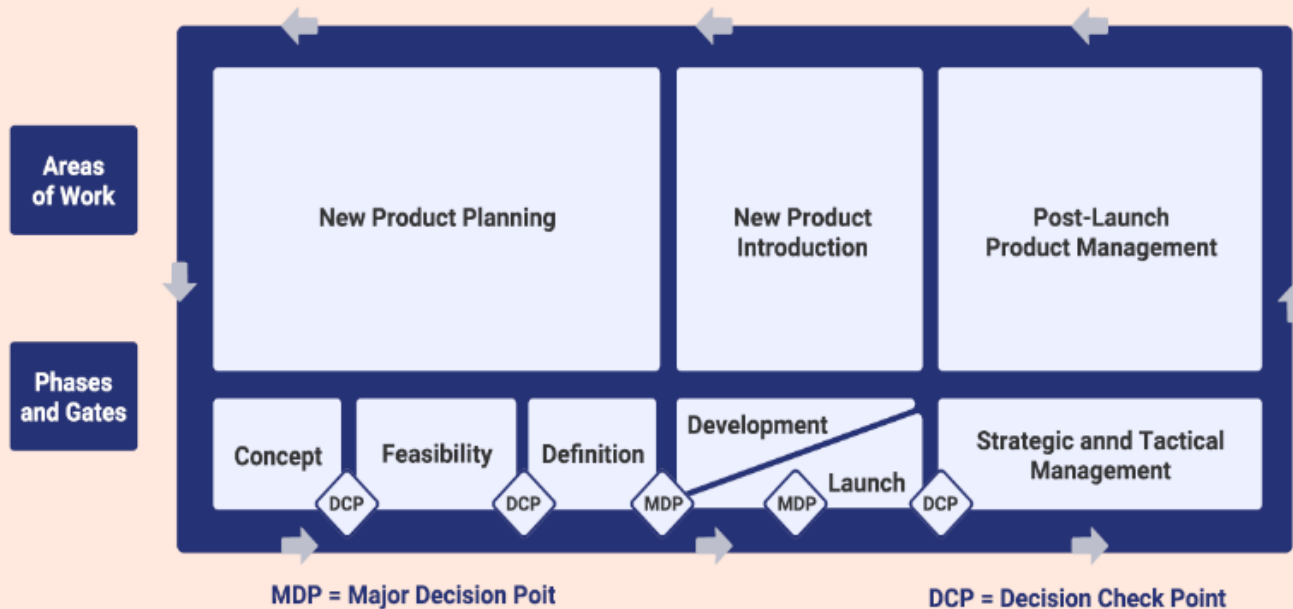 Areas
of Work
New Product Planning
New Product
Introduction
Post-Launch
Product Management
Phases
and Gates
Concept
Feasibility
Definition
Development
Launch
Strategic annd Tactical
Management
DCP
DCP
MDP
MDP
DCP
MDP = Major Decision Poit
DCP = Decision Check Point